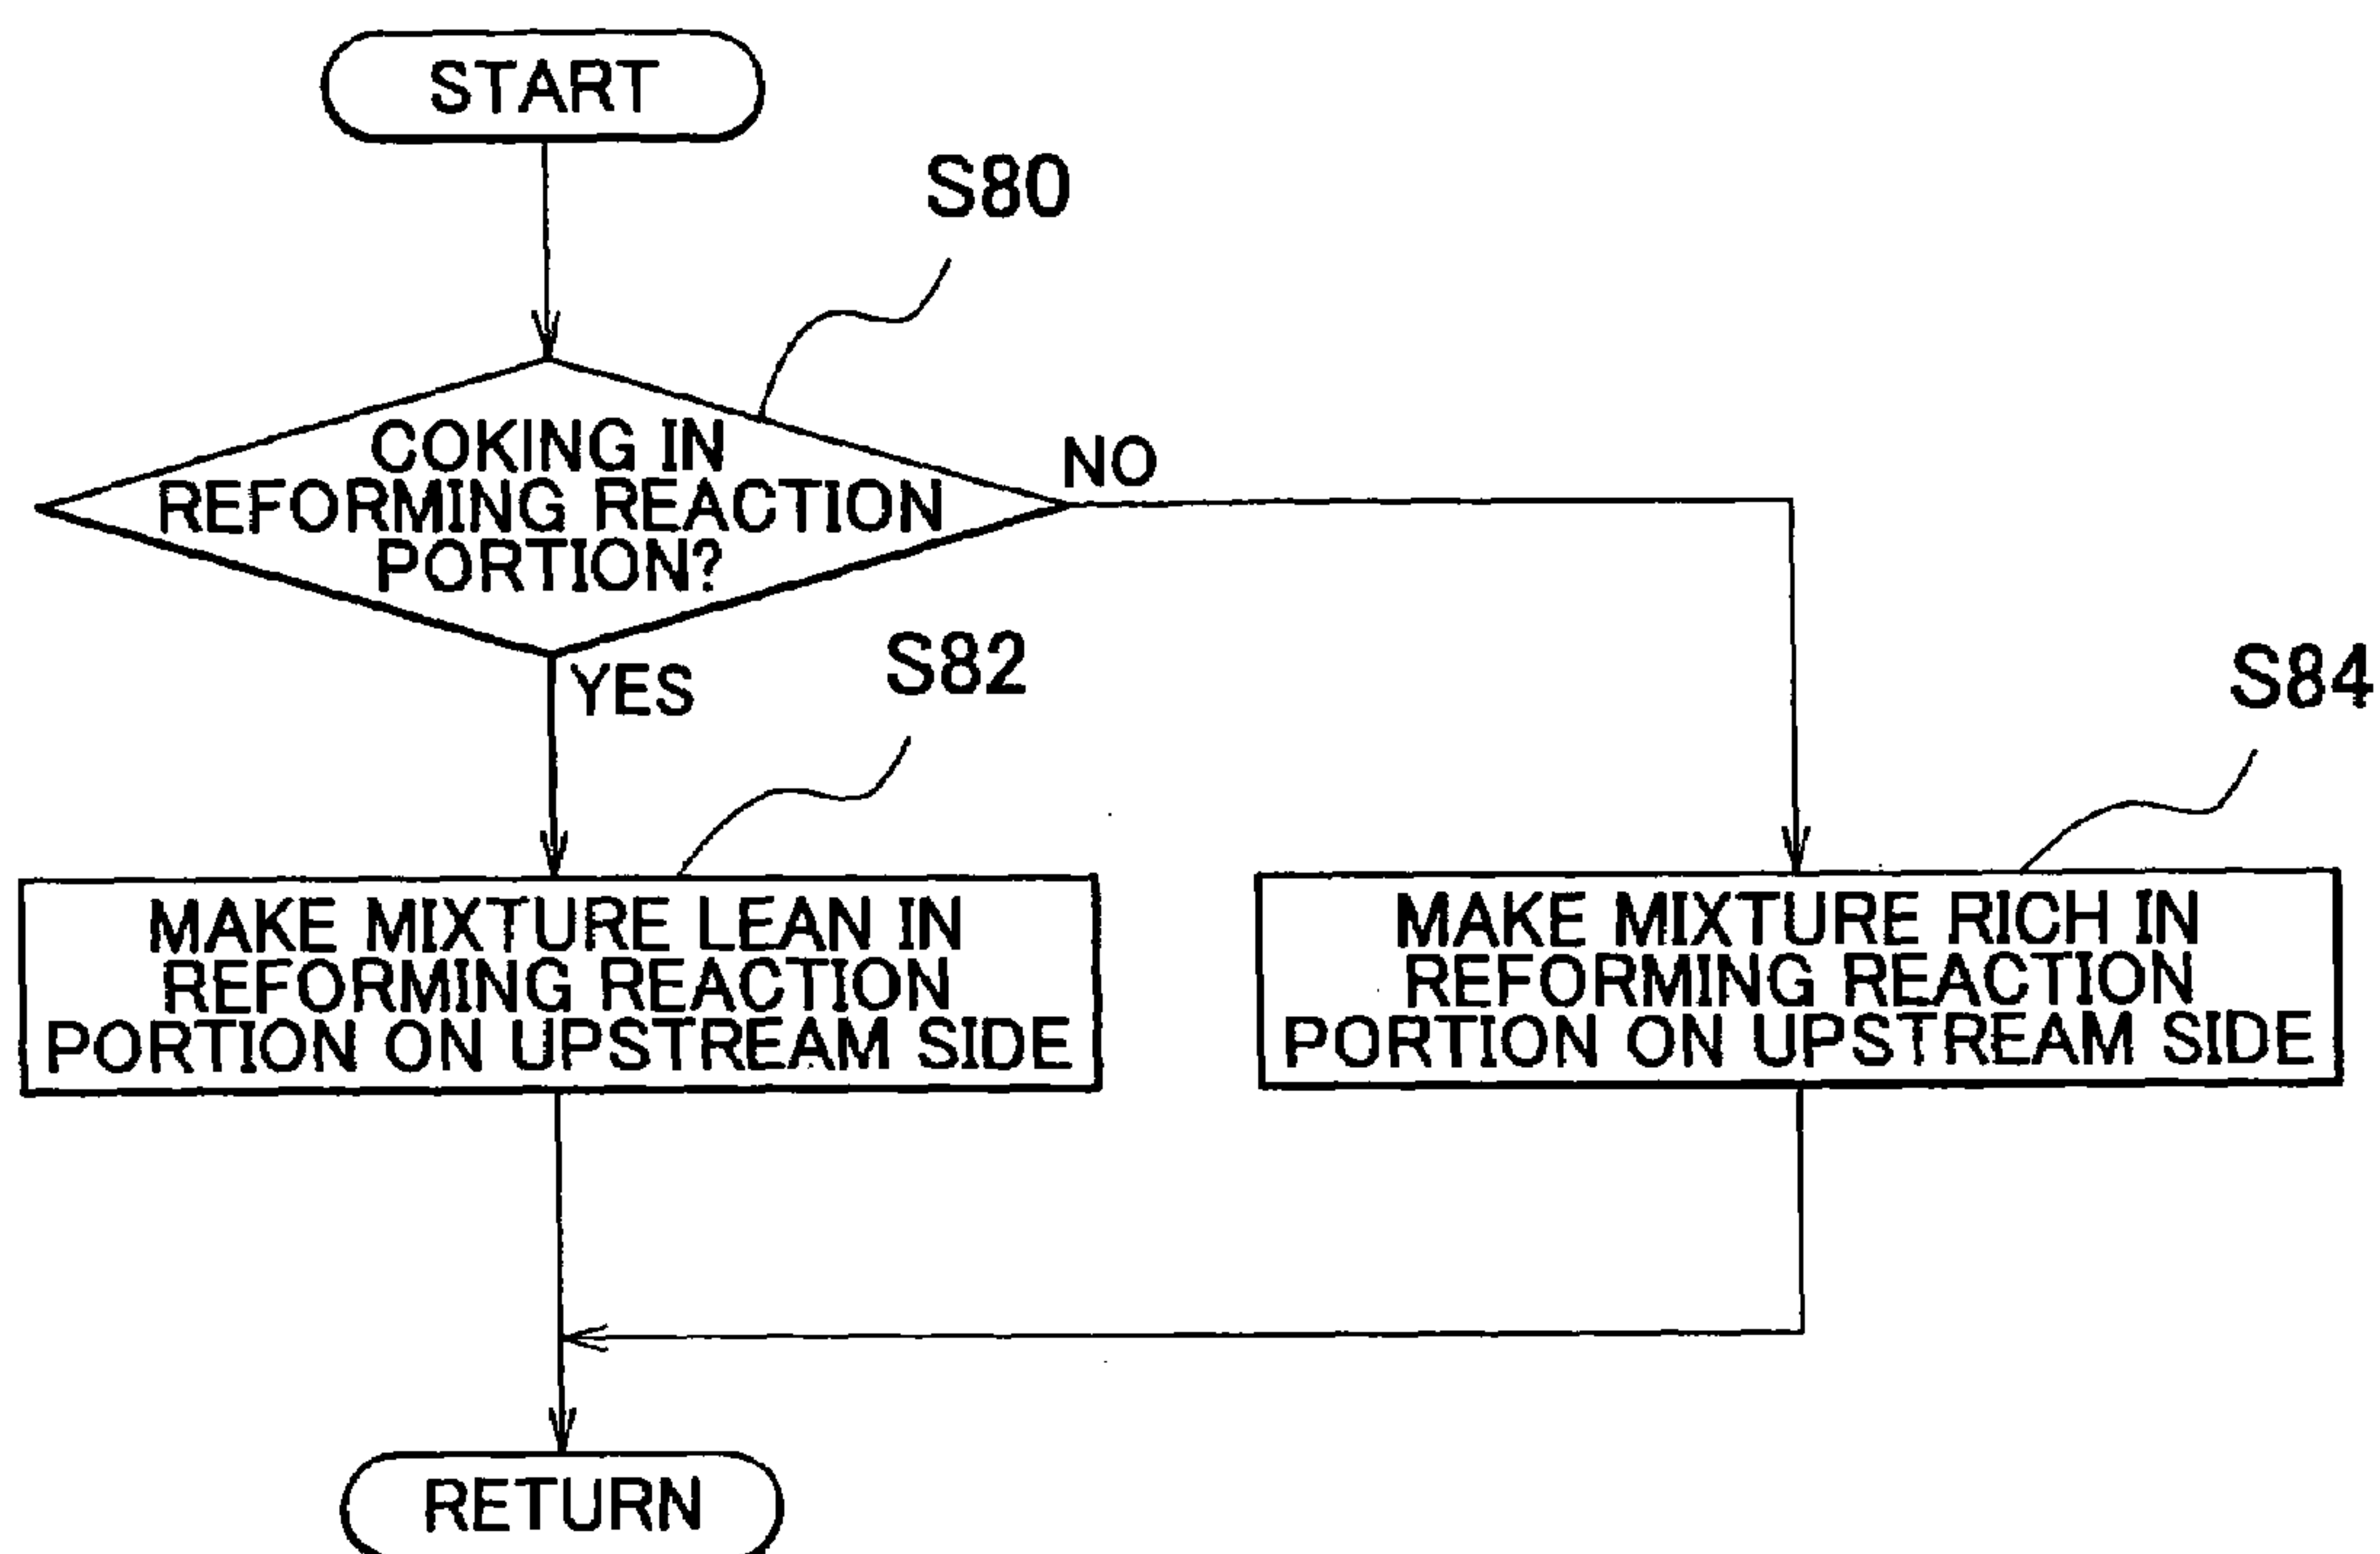 START
S80
COKING IN
REFORMING REACTION
PORTION?
NO
YES
S82
S84
MAKE MIXTURE LEAN IN
REFORMING REACTION
PORTION ON UPSTREAM SIDE
MAKE MIXTURE RICH IN
REFORMING REACTION
PORTION ON UPSTREAM SIDE
RETURN